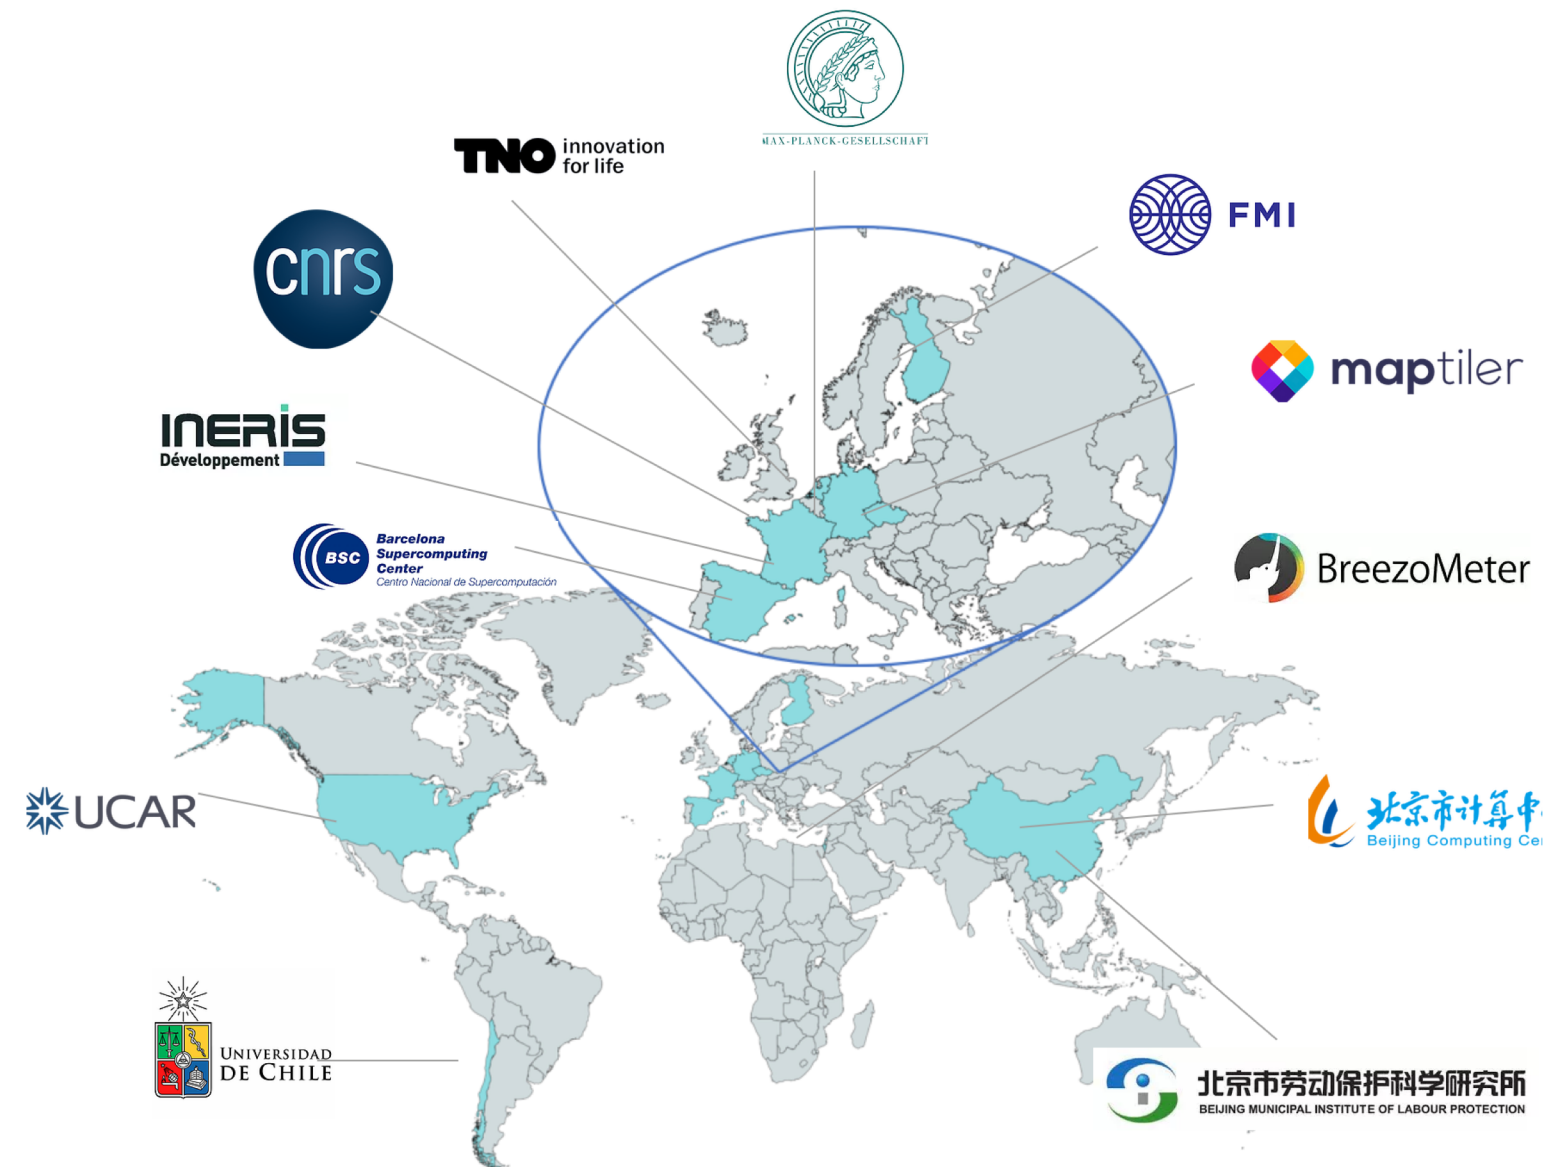 MAX-PLANCK-GESELLSCHAFT
TNO innovation
for life
FMI
cnrs
maptiler
INERIS
Développement
BSC
Barcelona
Supercomputing
Center
Centro Nacional de Supercomputación
BreezoMeter
UCAR
北京市计算中
Beijing Computing Ce
UNIVERSIDAD
DE CHILE
北京市劳动保护科学研究所
BEIJING MUNICIPAL INSTITUTE OF LABOUR PROTECTION